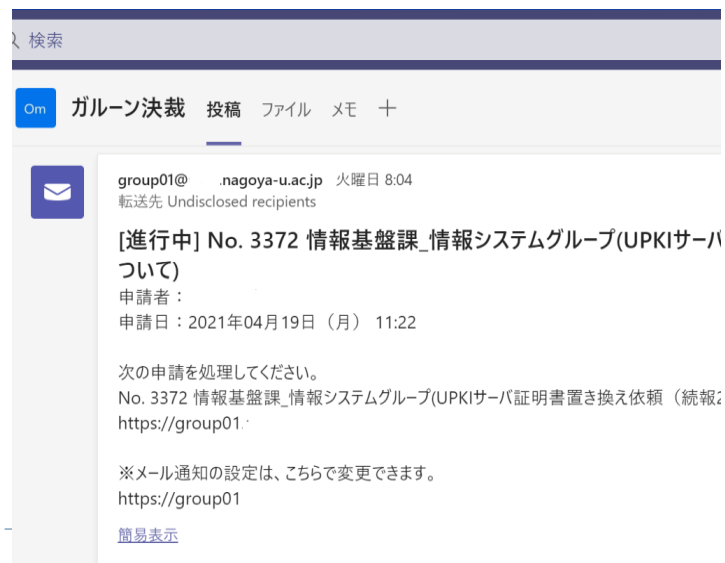 検索
Om ガルーン決裁 投稿 ファイル メモ
group01@ .nagoya-u.ac.jp 火曜日 8:04
転送先 Undisclosed recipients
[進行中] No. 3372 情報基盤課_情報システムグループ(UPKIサーバ
ついて)
申請者：
申請日：2021年04月19日（月） 11:22
次の申請を処理してください。
No. 3372 情報基盤課_情報システムグループ(UPKIサーバ証明書置き換え依頼（続報2
https://group01.
※メール通知の設定は、こちらで変更できます。
https://group01
簡易表示